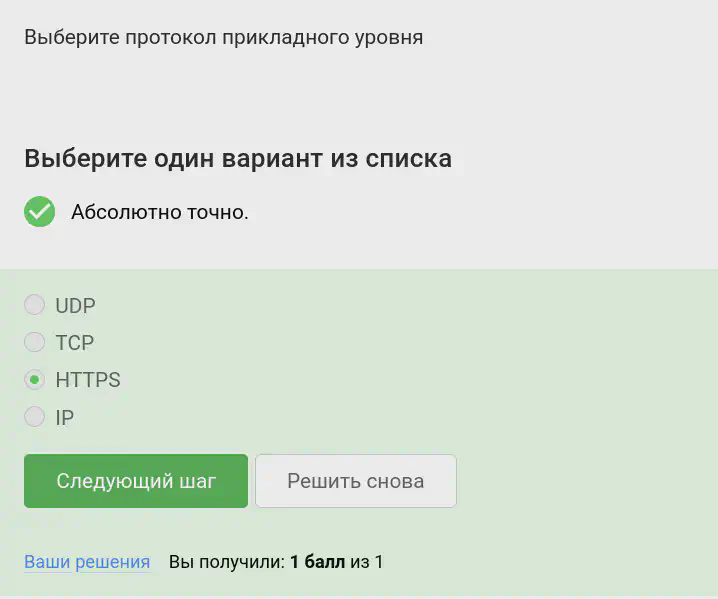 Выберите протокол прикладного уровня
Выберите один вариант из списка
Абсолютно точно.
UDP
TCP
HTTPS
IP
Следующий шаг Решить снова
Ваши решения Вы получили: 1 балл из 1